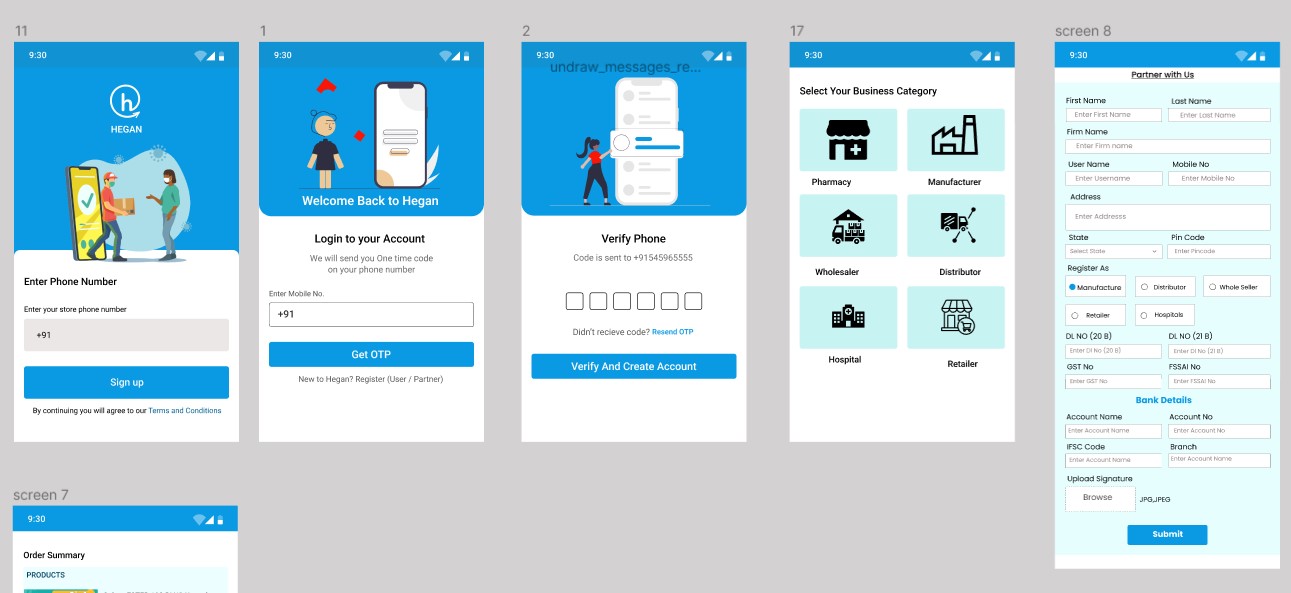 11
9:30
HEGAN
Enter Phone Number
Enter your store phone number
+91
Sign up
By continuing you will agree to our Terms and Conditions
1
9:30
Welcome Back to Hegan
Login to your Account
We will send you One time code
on your phone number
Enter Mobile No.
+91
Get OTP
New to Hegan? Register (User / Partner)
2
9:30
undraw_messages_re...
Verify Phone
Code is sent to +91545965555
Didn't recieve code? Resend OTP
Verify And Create Account
17
9:30
Select Your Business Category
Pharmacy
Manufacturer
Wholesaler
Distributor
Hospital
Retailer
screen 8
9:30
Partner with Us
First Name Last Name
Enter First Name Enter Last Name
Firm Name
Enter Firm name
User Name Mobile No
Enter Username Enter Mobile No
Address
Enter Addresss
State Pin Code
Select State Enter Pincode
Register As
Manufacture Distributor Whole Seller
Retailer Hospitals
DL NO (20 B) DL NO (21 B)
Enter Dl No (20 B) Enter Dl No (21 B)
GST No FSSAI No
Enter GST No Enter FSSAI No
Bank Details
Account Name Account No
Enter Account Name Enter Account No
IFSC Code Branch
Enter Account Name Enter Account Name
Upload Signature
Browse JPG,JPEG
Submit
screen 7
9:30
Order Summary
PRODUCTS